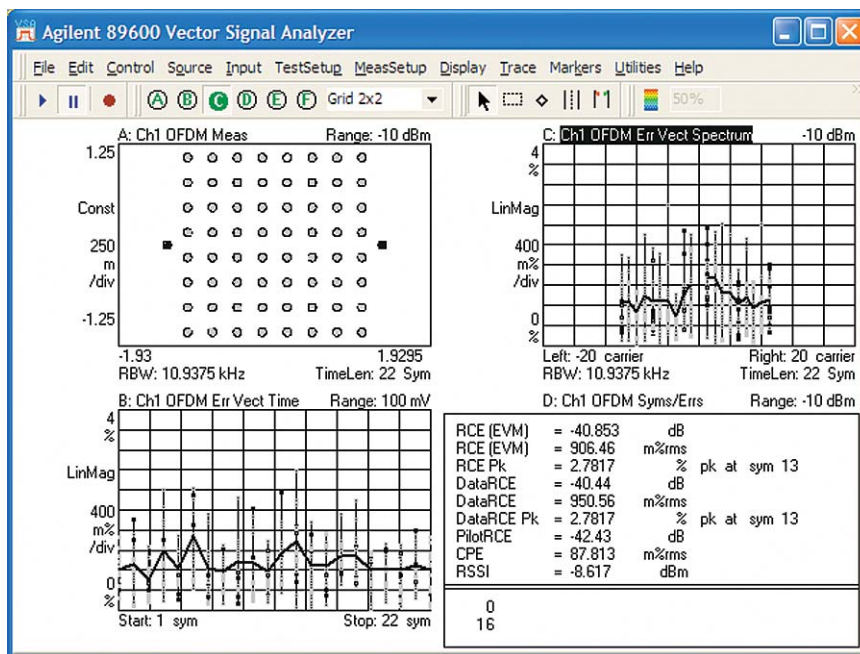 VSA
Agilent 89600 Vector Signal Analyzer
File Edit Control Source Input TestSetup MeasSetup Display Trace Markers Utilities Help
A B C D E F Grid 2x2 50%
A: Ch1 OFDM Meas Range: -10 dBm
1.25
Const
250
m
/div
-1.25
-1.93 1.9295
RBW: 10.9375 kHz TimeLen: 22 Sym
C: Ch1 OFDM Err Vect Spectrum -10 dBm
4
%
LinMag
400
m%
/div
0
%
Left: -20 carrier Right: 20 carrier
RBW: 10.9375 kHz TimeLen: 22 Sym
B: Ch1 OFDM Err Vect Time Range: 100 mV
4
%
LinMag
400
m%
/div
0
%
Start: 1 sym Stop: 22 sym
D: Ch1 OFDM Syms/Errs Range: -10 dBm
RCE (EVM) = -40.853 dB
RCE (EVM) = 906.46 m%rms
RCE Pk = 2.7817 % pk at sym 13
DataRCE = -40.44 dB
DataRCE = 950.56 m%rms
DataRCE Pk = 2.7817 % pk at sym 13
PilotRCE = -42.43 dB
CPE = 87.813 m%rms
RSSI = -8.617 dBm
0
16